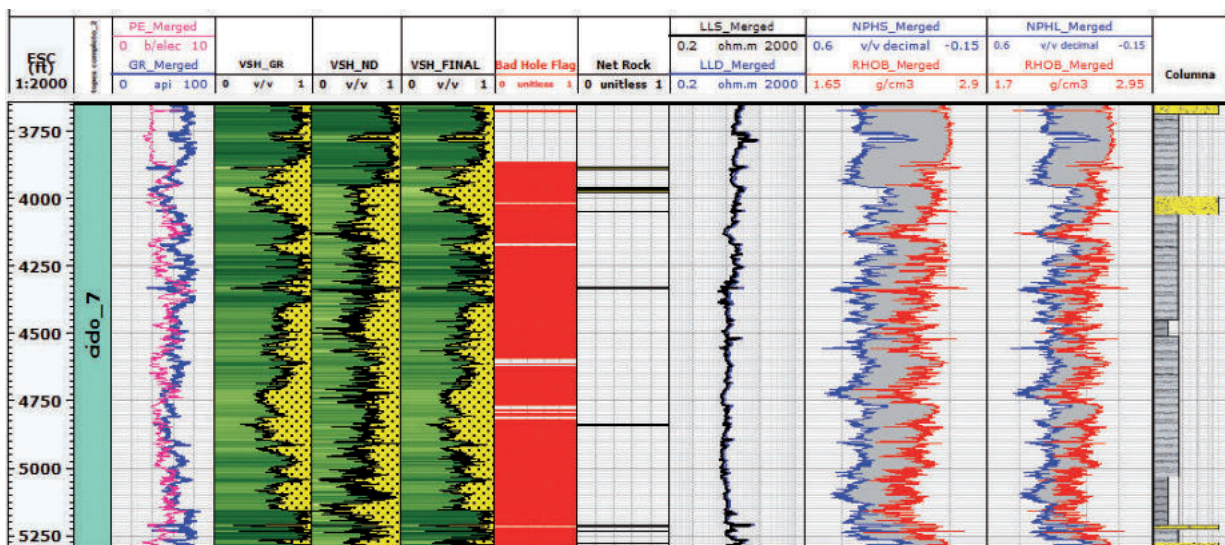 ESC
(ft)
1:2000
PE_Merged
0 b/elec 10
GR_Merged
0 api 100
VSH_GR
0 v/v 1
VSH_ND
0 v/v 1
VSH_FINAL
0 v/v 1
Bad Hole Flag
0 unitless 1
Net Rock
0 unitless 1
LLS_Merged
0.2 ohm.m 2000
LLD_Merged
0.2 ohm.m 2000
NPHS_Merged
0.6 v/v decimal -0.15
RHOB_Merged
1.65 g/cm3 2.9
NPHL_Merged
0.6 v/v decimal -0.15
RHOB_Merged
1.7 g/cm3 2.95
Columna
ido_7
3750
4000
4250
4500
4750
5000
5250